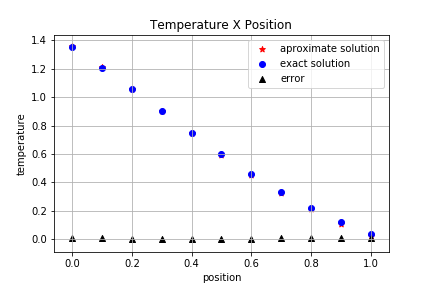 Temperature X Position
aproximate solution
exact solution
error
temperature
1.4
1.2
1.0
0.8
0.6
0.4
0.2
0.0
0.0 0.2 0.4 0.6 0.8 1.0
position